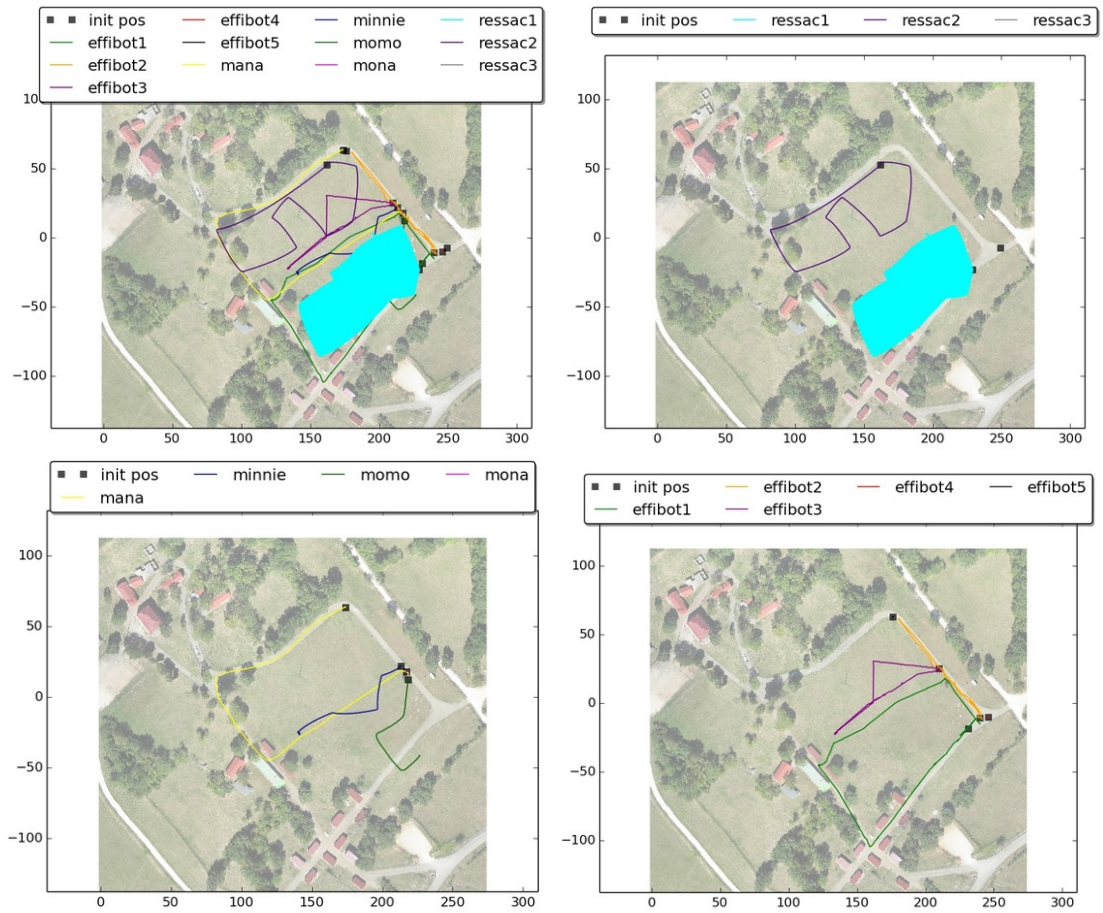 init pos effibot4 minnie ressac1
effibot1 effibot5 momo ressac2
effibot2 mana mona ressac3
effibot3
10
50
0
−50
−100
0 50 100 150 200 250 300
init pos ressac1 ressac2 ressac3
100
50
0
−50
−100
0 50 100 150 200 250 300
init pos minnie momo mona
mana
100
50
0
−50
−100
0 50 100 150 200 250 300
init pos effibot2 effibot4 effibot5
effibot1 effibot3
100
50
0
−50
−100
0 50 100 150 200 250 300